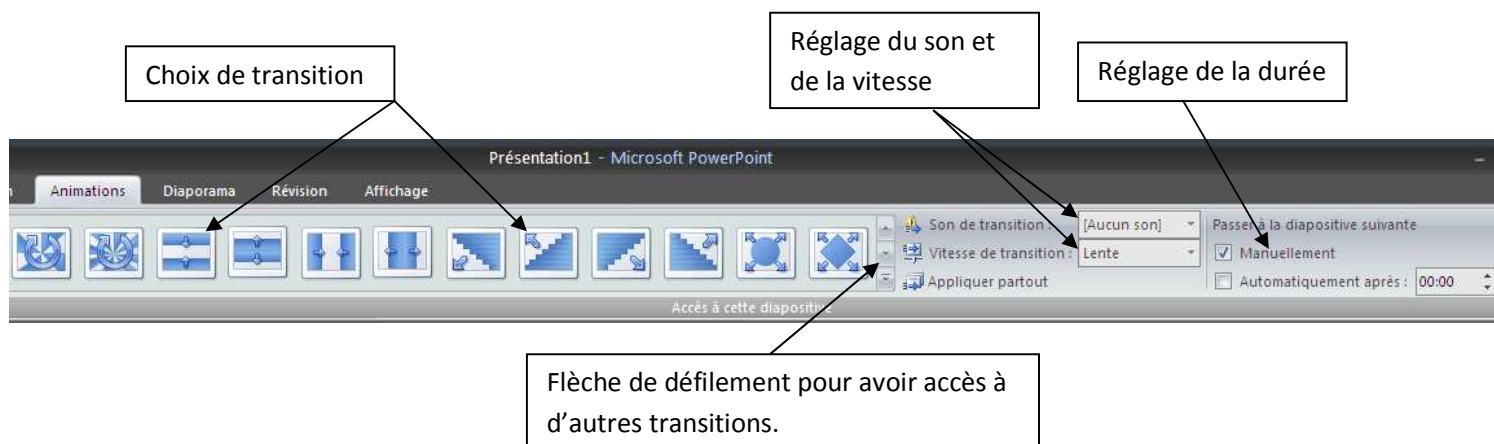 Choix de transition
Réglage du son et
de la vitesse
Réglage de la durée
Présentation1 - Microsoft PowerPoint
Animations Diaporama Révision Affichage
Son de transition : [Aucun son] Passer à la diapositive suivante
Vitesse de transition : Lente Manuellement
Appliquer partout Automatiquement après : 00:00
Accès à cette diapositive
Flèche de défilement pour avoir accès à
d’autres transitions.